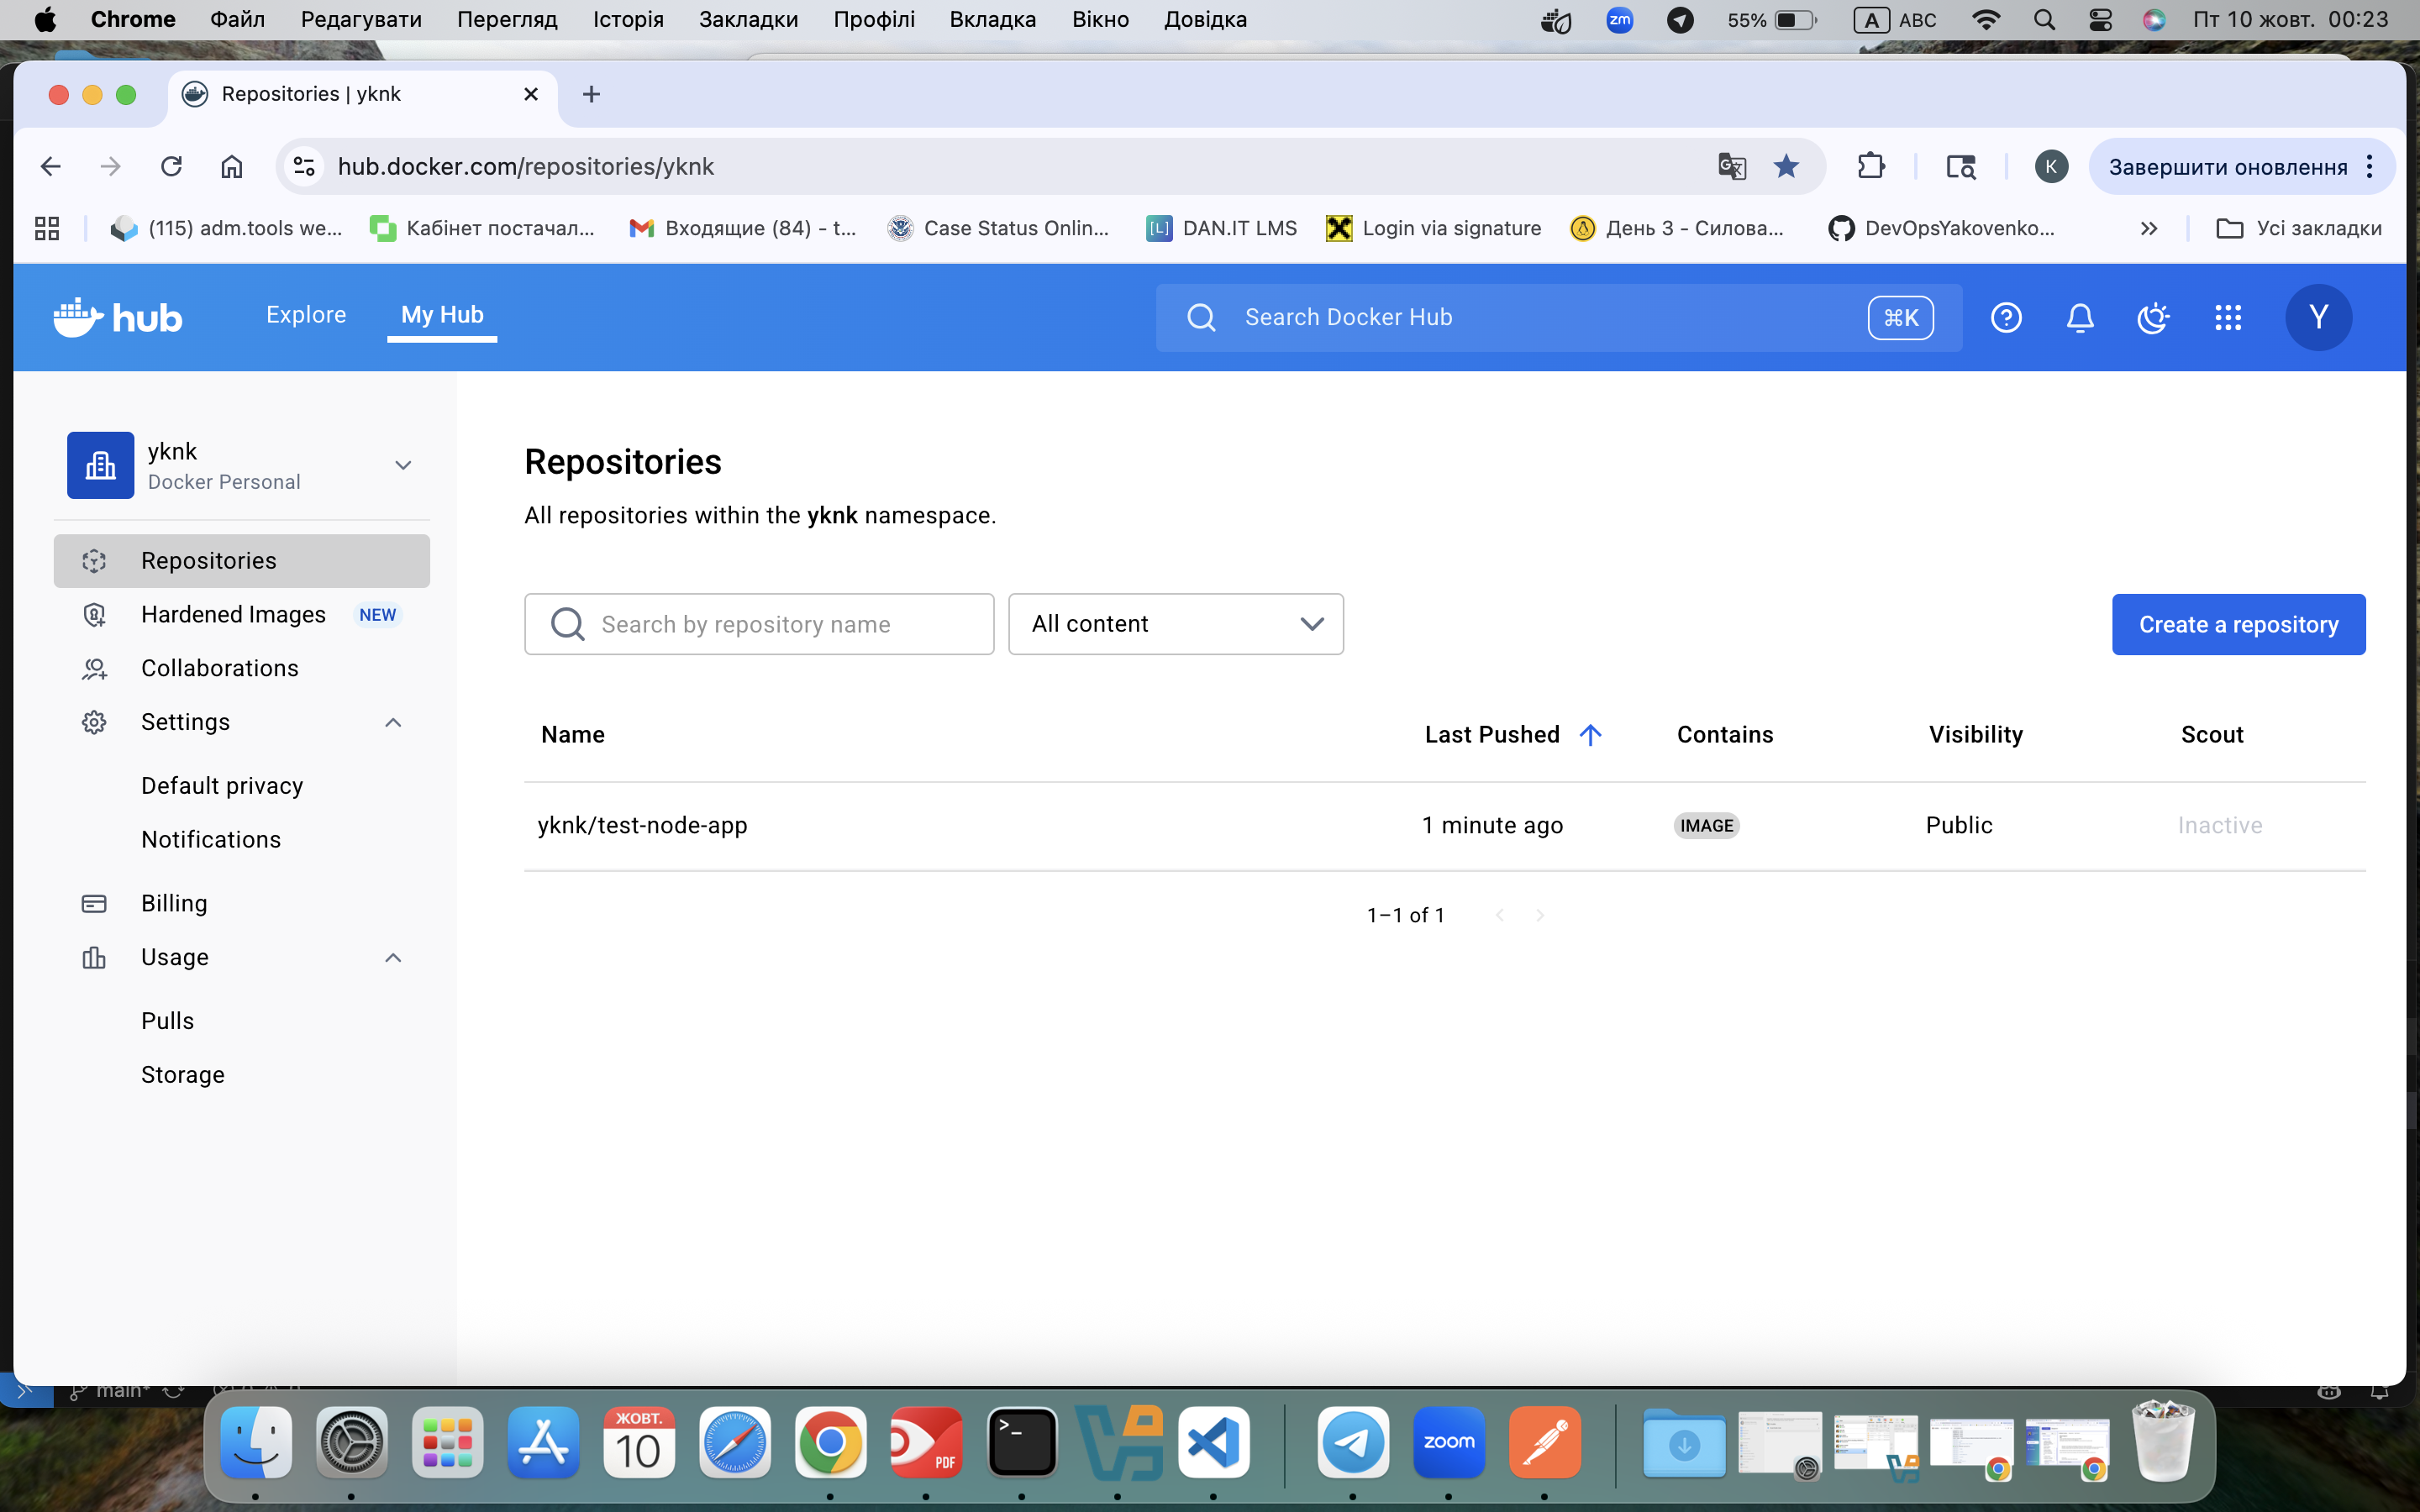 Chrome Файл Редагувати Перегляд Історія Закладки Профілі Вкладка Вікно Довідка zm 55% A ABC Пт 10 жовт. 00:23
Repositories | yknk
hub.docker.com/repositories/yknk K Завершити оновлення
(115) adm.tools we... Кабінет постачал... Входящие (84) - t... Case Status Onlin... [L] DAN.IT LMS Login via signature День 3 - Силова... DevOpsYakovenko... » Усі закладки
hub Explore My Hub Search Docker Hub ⌘K Y
yknk
Docker Personal
Repositories
Hardened Images NEW
Collaborations
Settings
Default privacy
Notifications
Billing
Usage
Pulls
Storage
Repositories
All repositories within the yknk namespace.
Search by repository name All content Create a repository
Name Last Pushed Contains Visibility Scout
yknk/test-node-app 1 minute ago IMAGE Public Inactive
1–1 of 1
main*
ЖОВТ.
10
PDF
>_
zoom